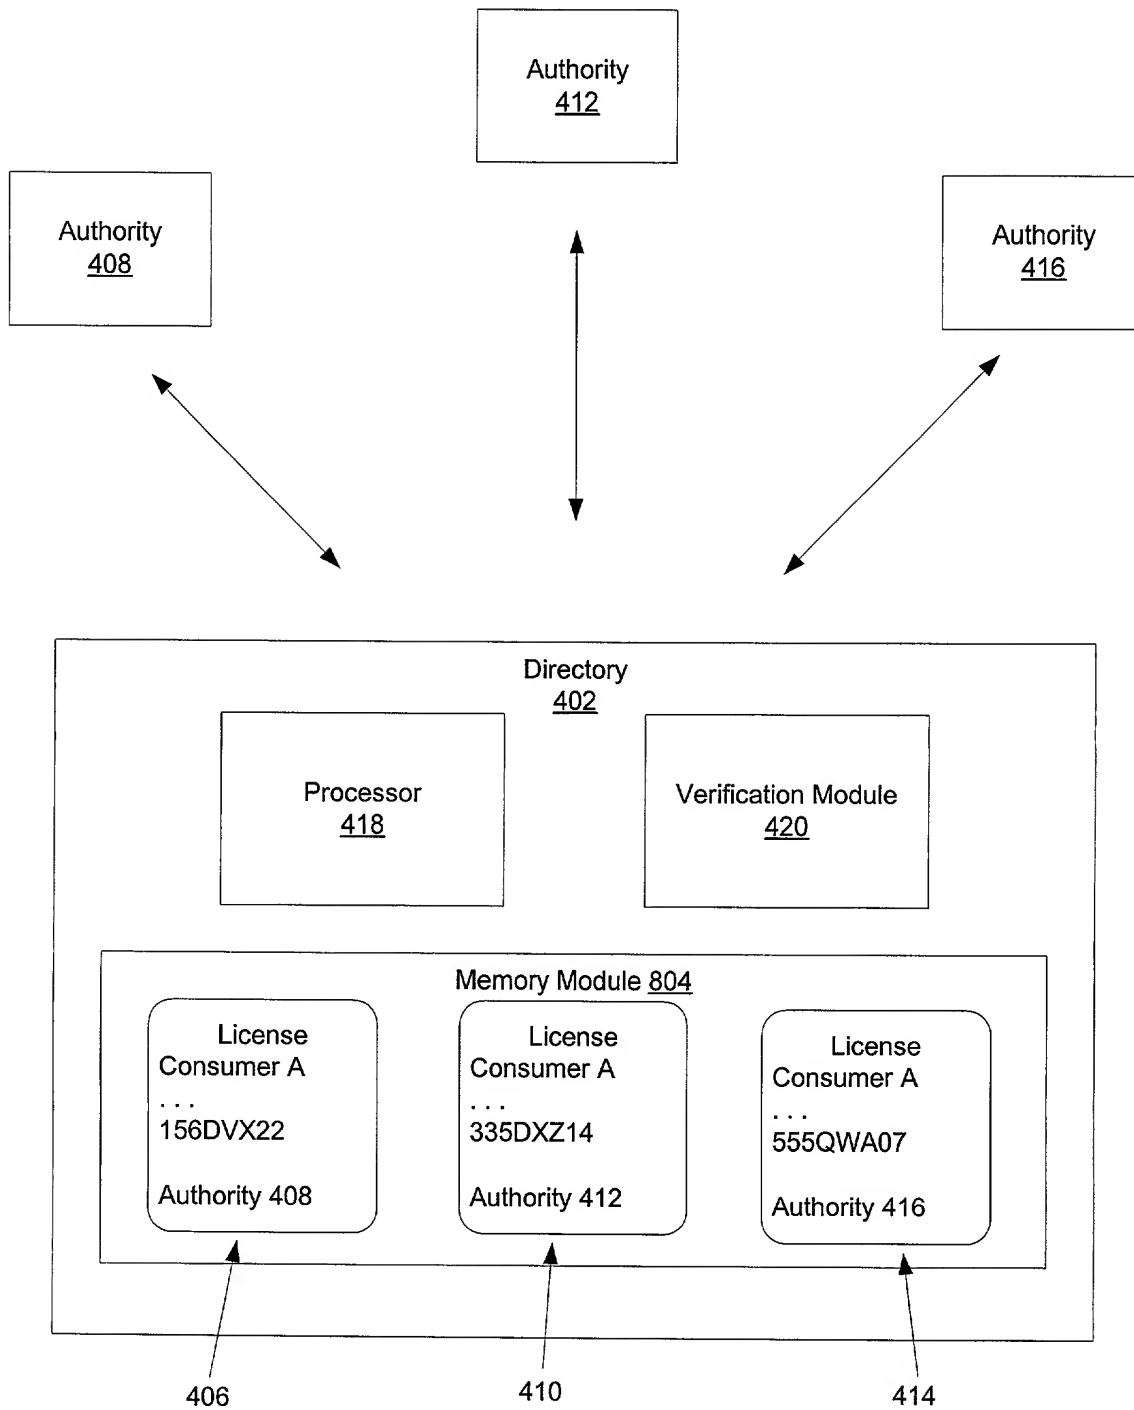 Authority
412
Authority
408
Authority
416
Directory
402
Processor
418
Verification Module
420
Memory Module 804
License
Consumer A
. . .
156DVX22
Authority 408
License
Consumer A
. . .
335DXZ14
Authority 412
License
Consumer A
. . .
555QWA07
Authority 416
406
410
414